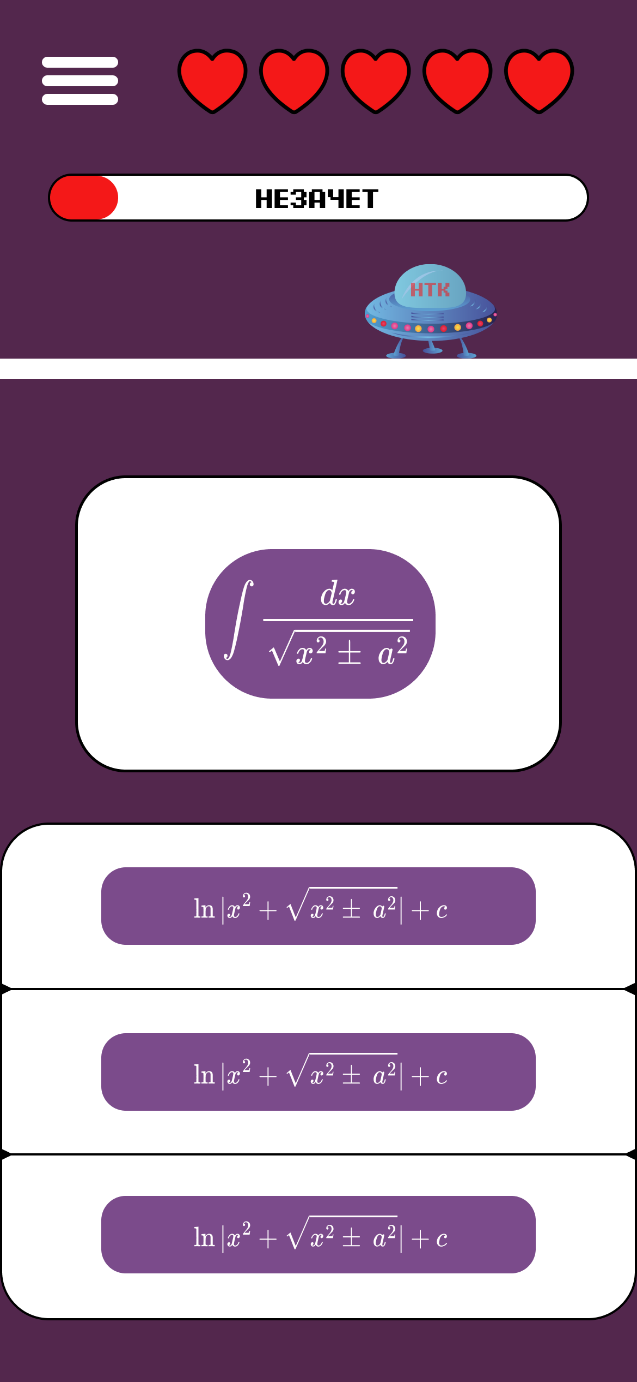 НЕЗАЧЕТ
НТК
∫ dx / √(x² ± a²)
ln |x² + √(x² ± a²)| + c
ln |x² + √(x² ± a²)| + c
ln |x² + √(x² ± a²)| + c